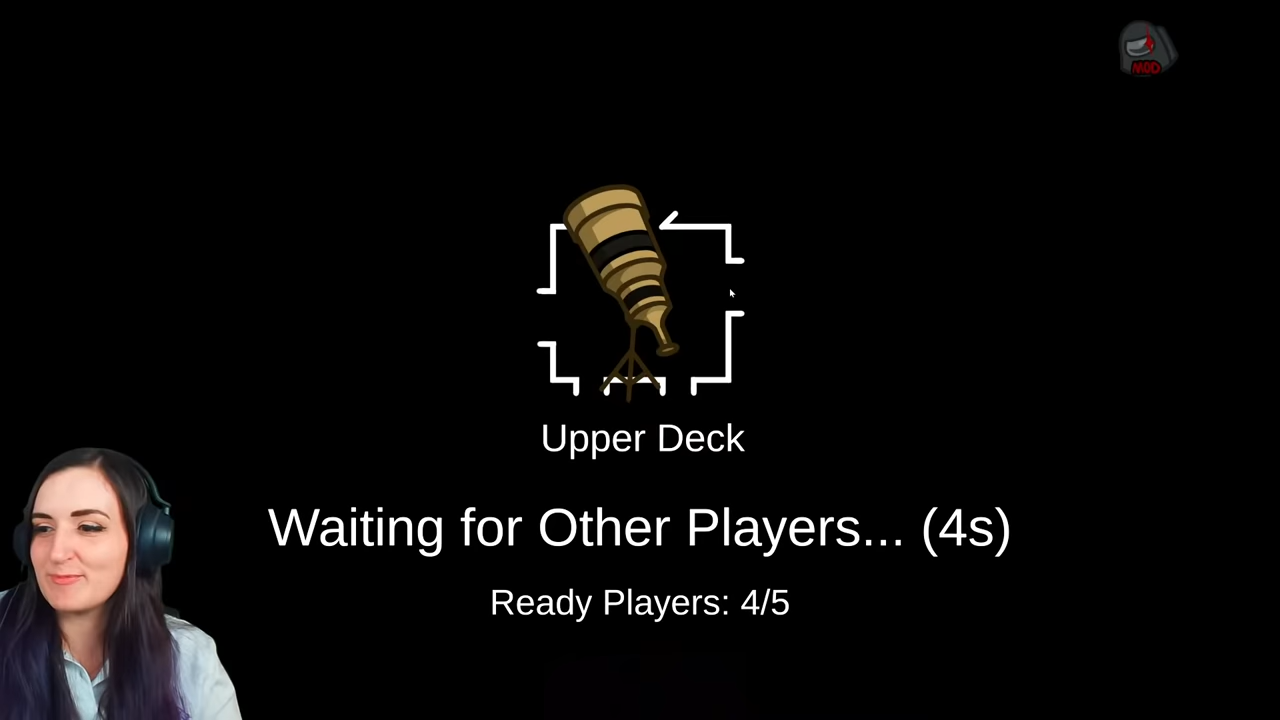 MOD
Upper Deck
Waiting for Other Players... (4s)
Ready Players: 4/5